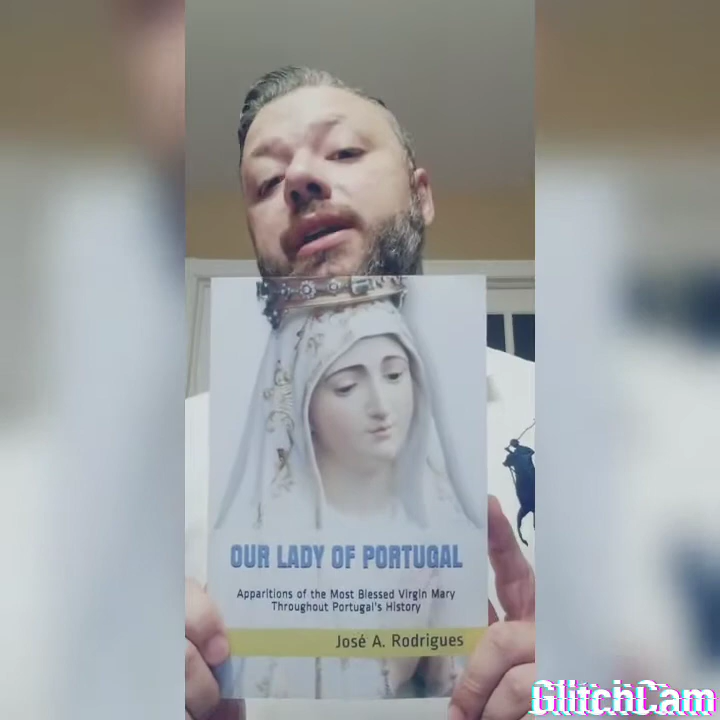 OUR LADY OF PORTUGAL
Apparitions of the Most Blessed Virgin Mary
Throughout Portugal's History
José A. Rodrigues
GlitchCam